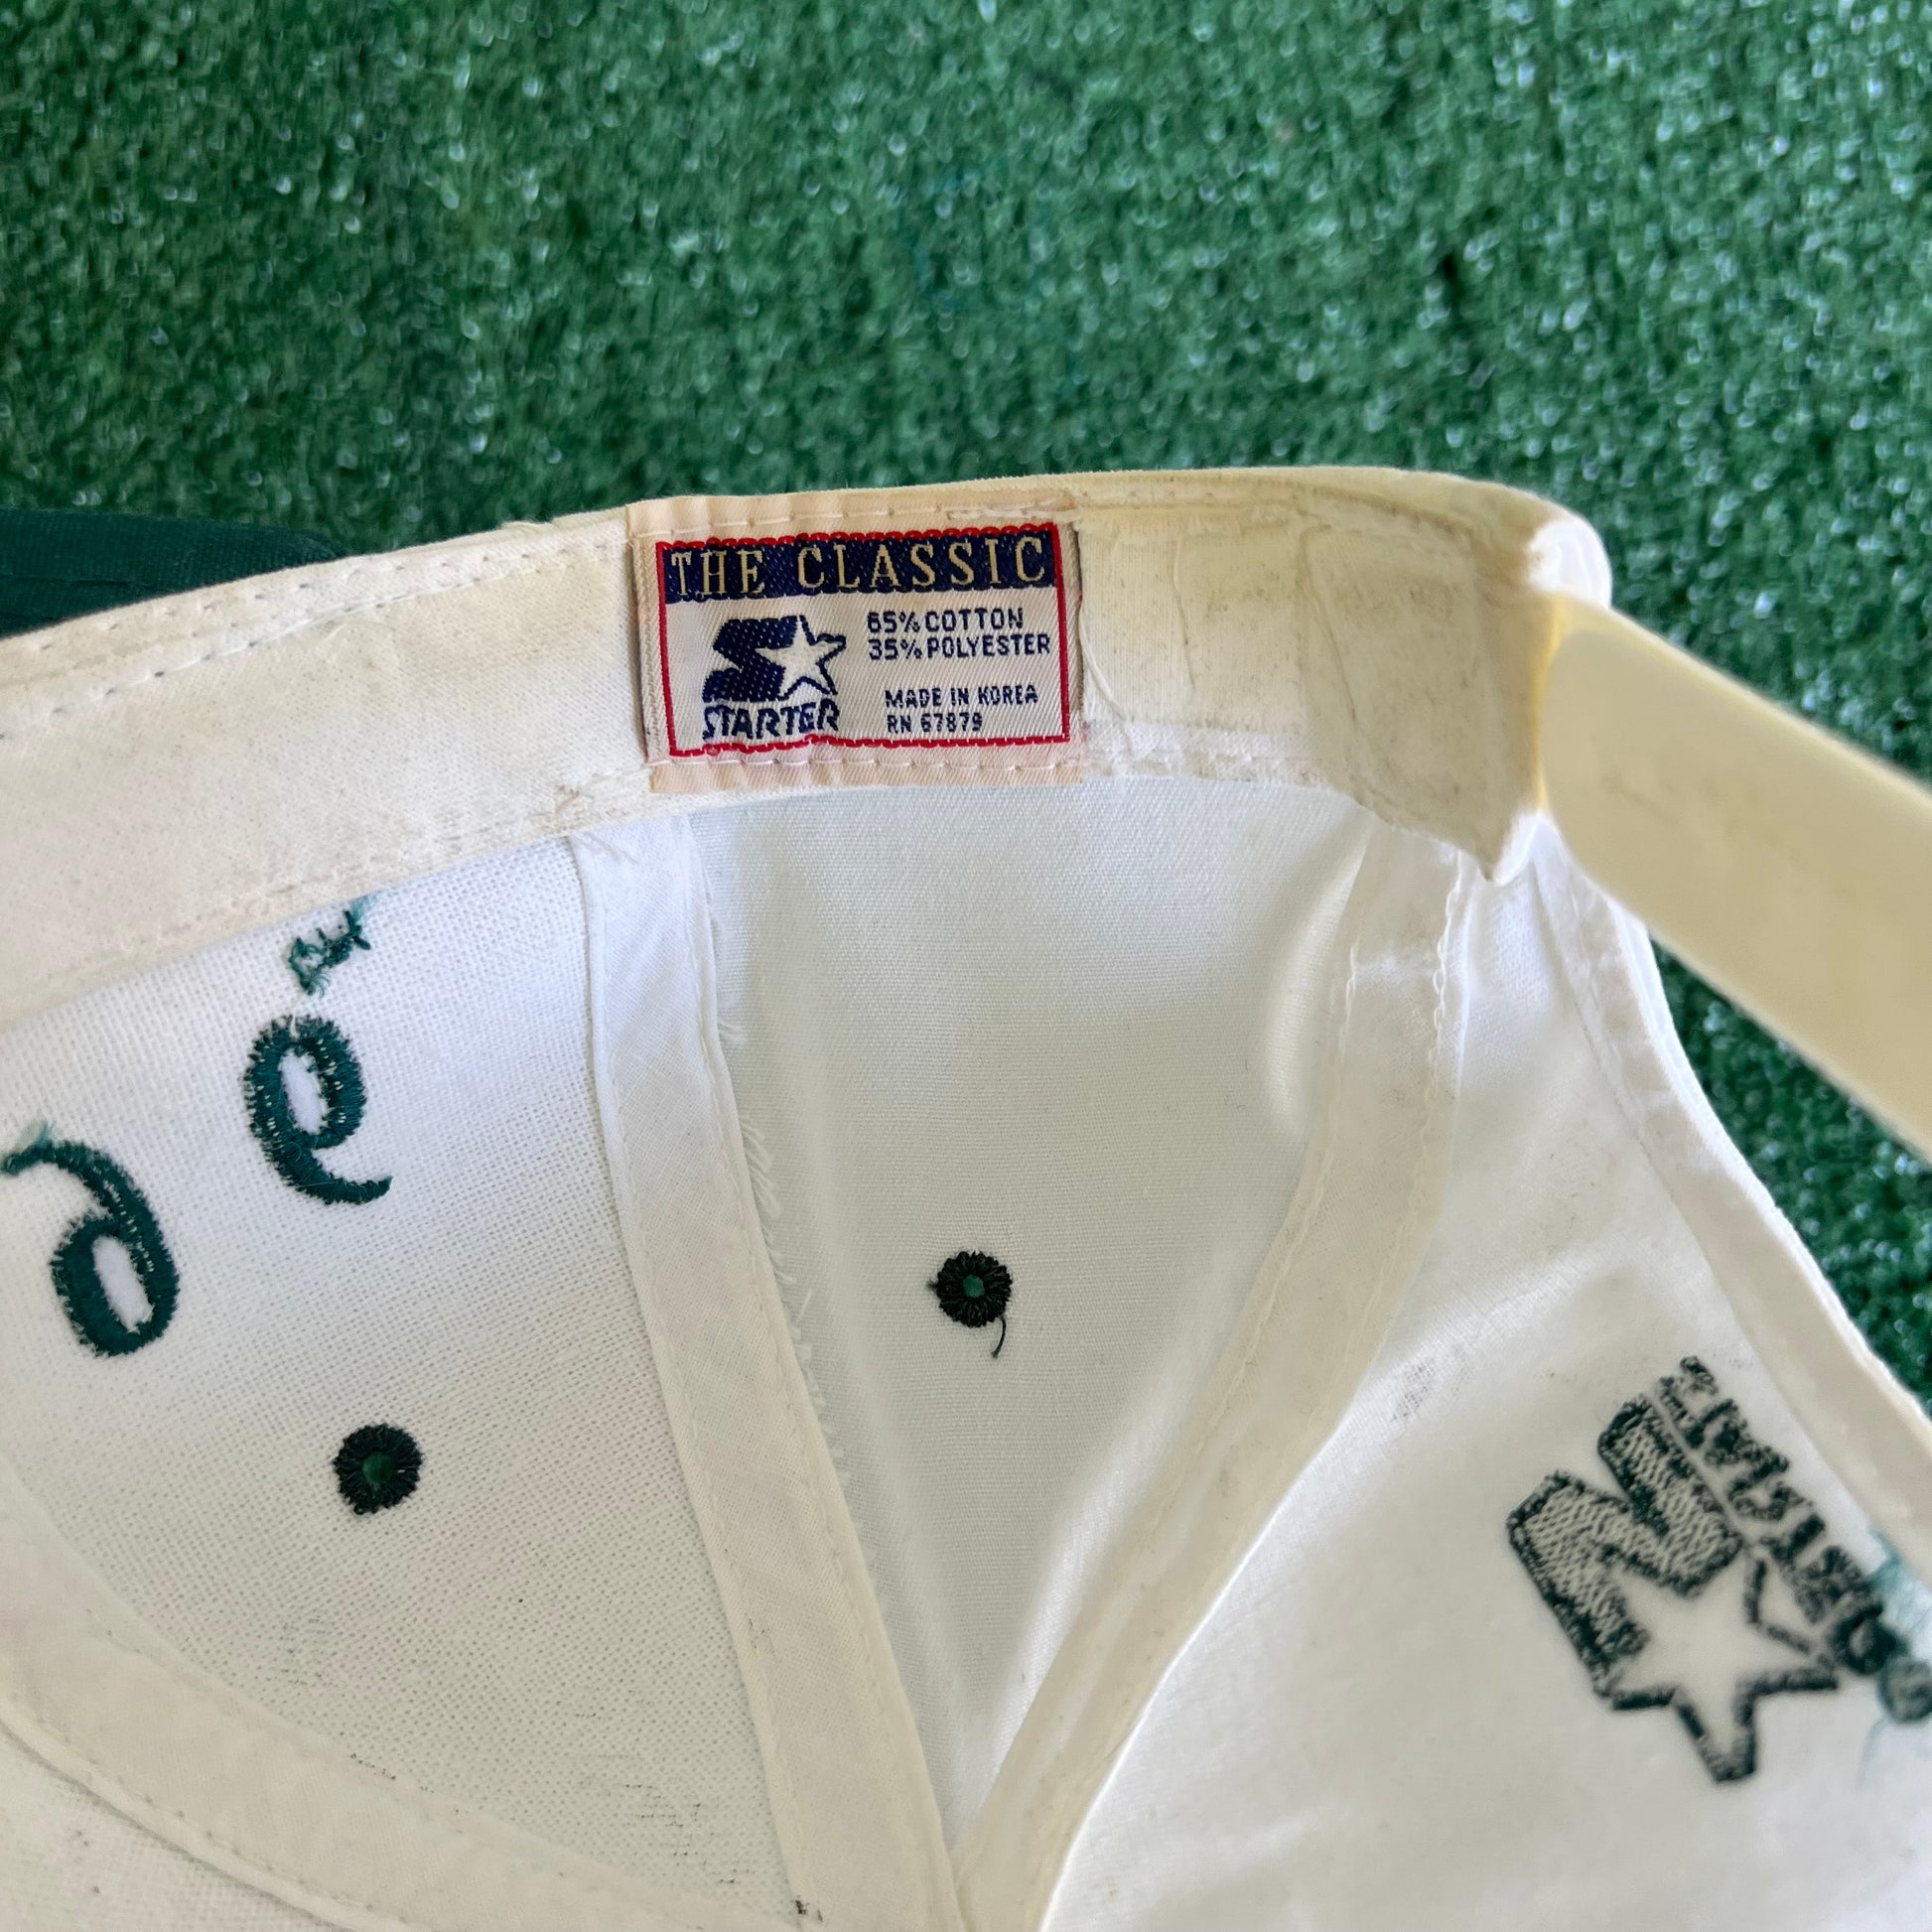 THE CLASSIC
65% COTTON
35% POLYESTER
STARTER
MADE IN KOREA
RN 67879